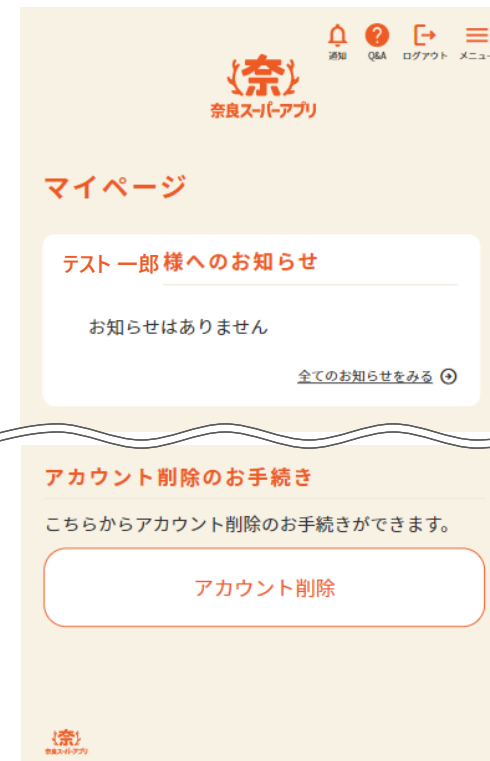 通知 Q&A ログアウト メニュー
奈
奈良スーパーアプリ
マイページ
テスト 一郎 様へのお知らせ
お知らせはありません
全てのお知らせをみる
アカウント削除のお手続き
こちらからアカウント削除のお手続きができます。
アカウント削除
奈
奈良スーパーアプリ